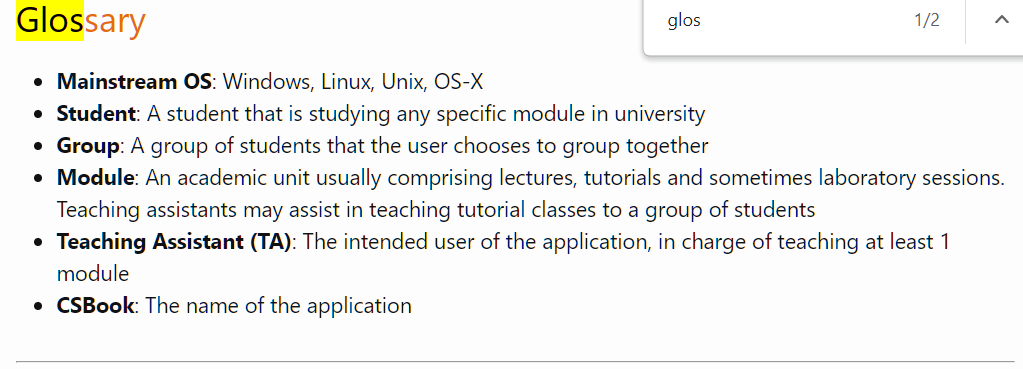 Glossary
glos 1/2
Mainstream OS: Windows, Linux, Unix, OS-X
Student: A student that is studying any specific module in university
Group: A group of students that the user chooses to group together
Module: An academic unit usually comprising lectures, tutorials and sometimes laboratory sessions.
Teaching assistants may assist in teaching tutorial classes to a group of students
Teaching Assistant (TA): The intended user of the application, in charge of teaching at least 1
module
CSBook: The name of the application